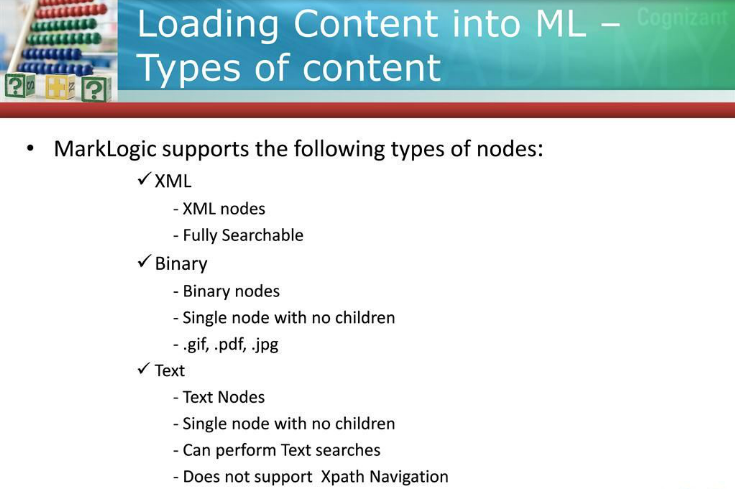 Loading Content into ML –
Types of content
Cognizant
ACADEMY
• MarkLogic supports the following types of nodes:
✓ XML
- XML nodes
- Fully Searchable
✓ Binary
- Binary nodes
- Single node with no children
- .gif, .pdf, .jpg
✓ Text
- Text Nodes
- Single node with no children
- Can perform Text searches
- Does not support  Xpath Navigation
? ?